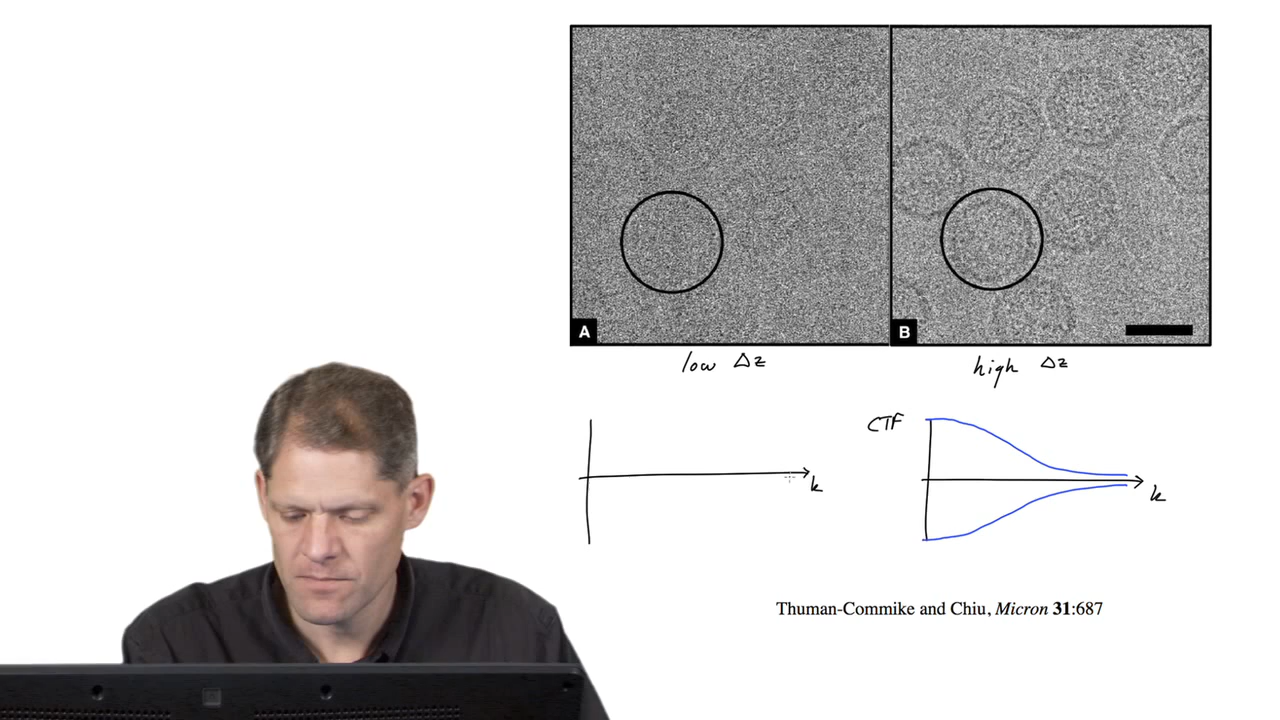 A
B
low Δz
high Δz
CTF
k
k
Thuman-Commike and Chiu, Micron 31:687